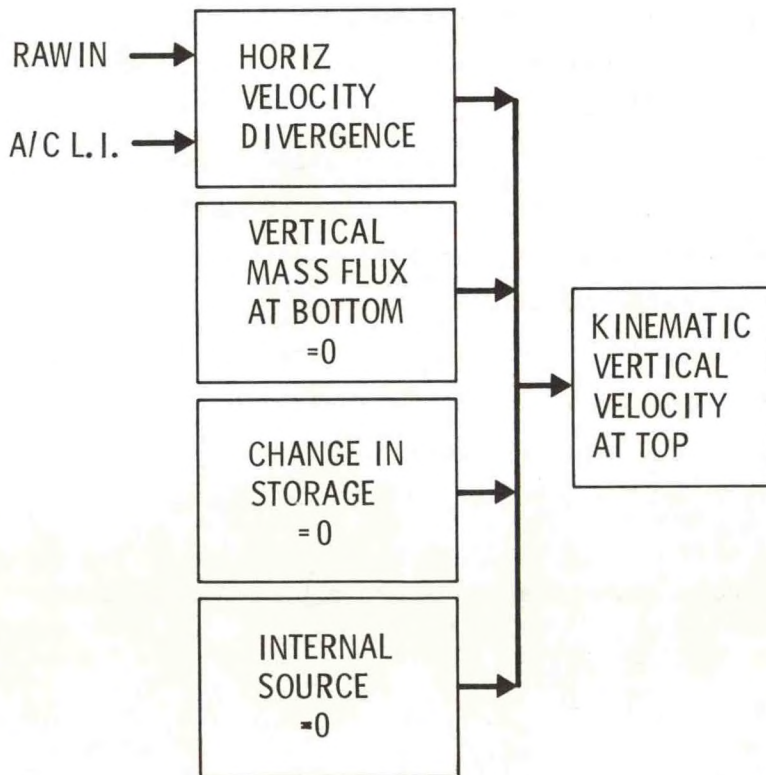 RAWIN
A/C L.I.
HORIZ
VELOCITY
DIVERGENCE
VERTICAL
MASS FLUX
AT BOTTOM
=0
CHANGE IN
STORAGE
=0
INTERNAL
SOURCE
=0
KINEMATIC
VERTICAL
VELOCITY
AT TOP